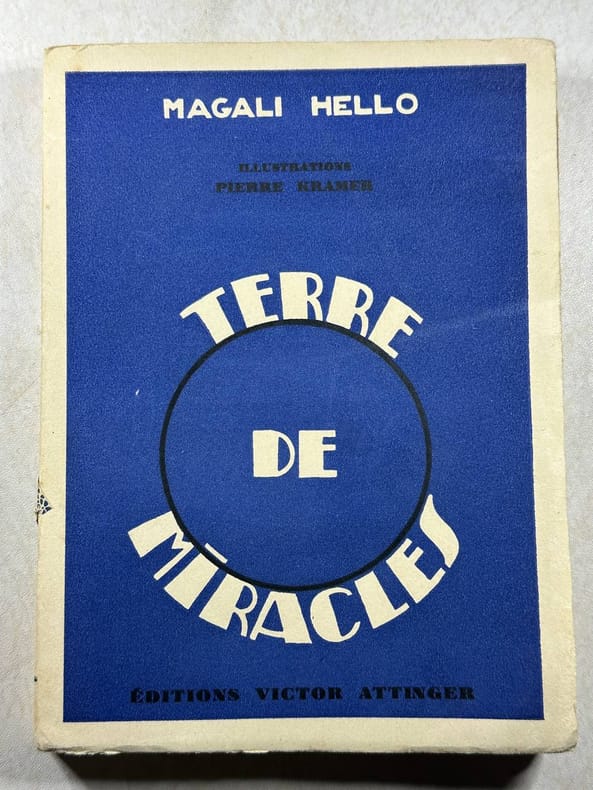 MAGALI HELLO
ILLUSTRATIONS
PIERRE KRAMER
TERRE
DE
MIRACLES
ÉDITIONS VICTOR ATTINGER